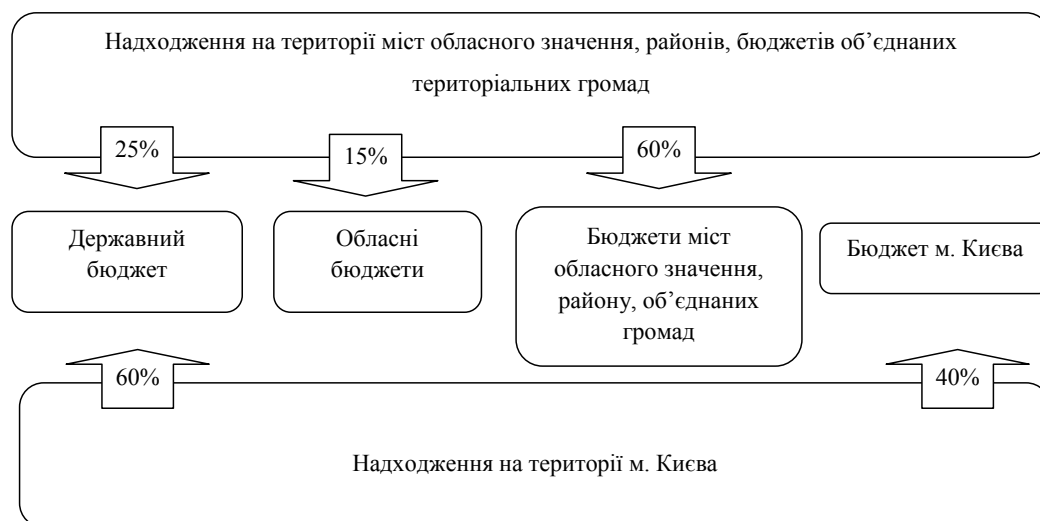 Надходження на території міст обласного значення, районів, бюджетів об’єднаних
територіальних громад
25%
15%
60%
Державний
бюджет
Обласні
бюджети
Бюджети міст
обласного значення,
району, об’єднаних
громад
Бюджет м. Києва
60%
40%
Надходження на території м. Києва